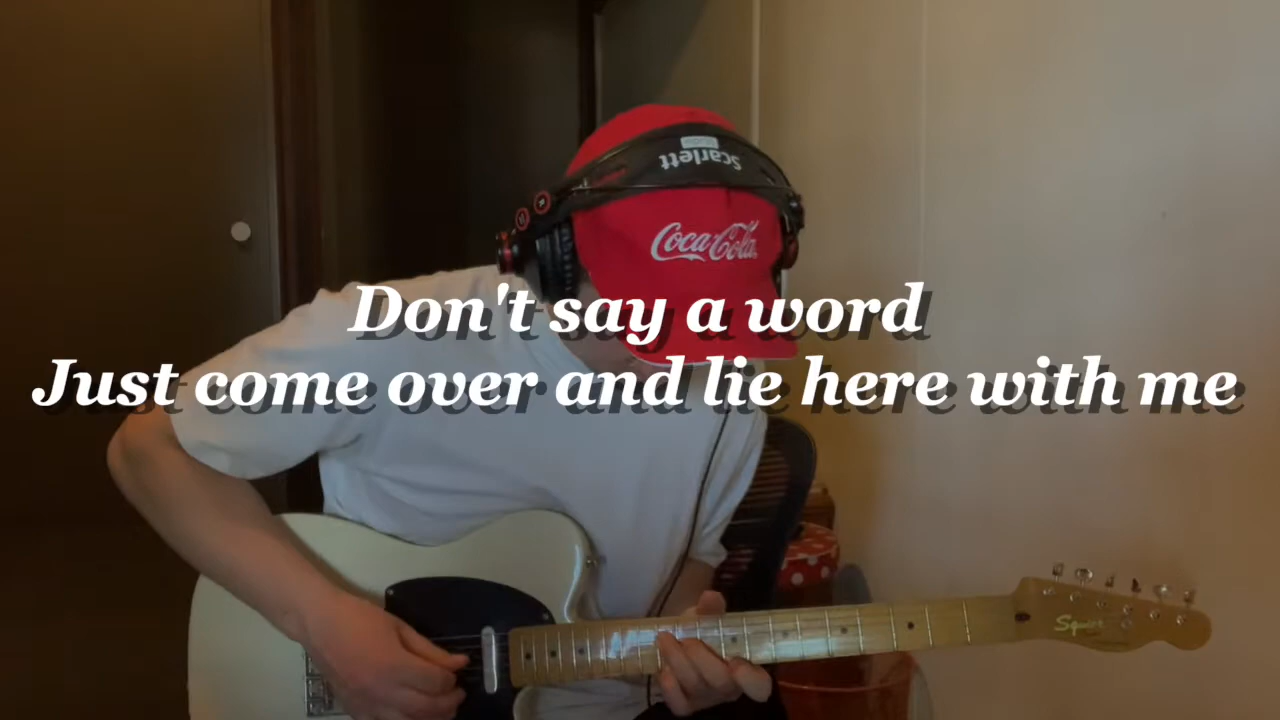 Scarlett
Coca-Cola
Don't say a word
Just come over and lie here with me
Squier